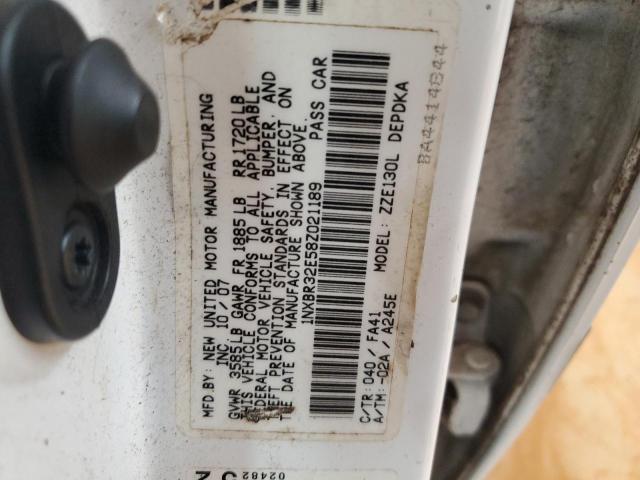 MFD.BY: NEW UNITED MOTOR MANUFACTURING
INC 10/07
GVWR 3585LB GAWR FR 1885LB RR 1720LB
THIS VEHICLE CONFORMS TO ALL APPLICABLE
FEDERAL MOTOR VEHICLE SAFETY, BUMPER, AND
THEFT PREVENTION STANDARDS IN EFFECT ON
THE DATE OF MANUFACTURE SHOWN ABOVE.
1NXBR32E58Z021189 PASS CAR
C/TR: 040 / FA41 MODEL: ZZE130L DEPDKA
A/TM: -02A / A245E
BA4414844
02482